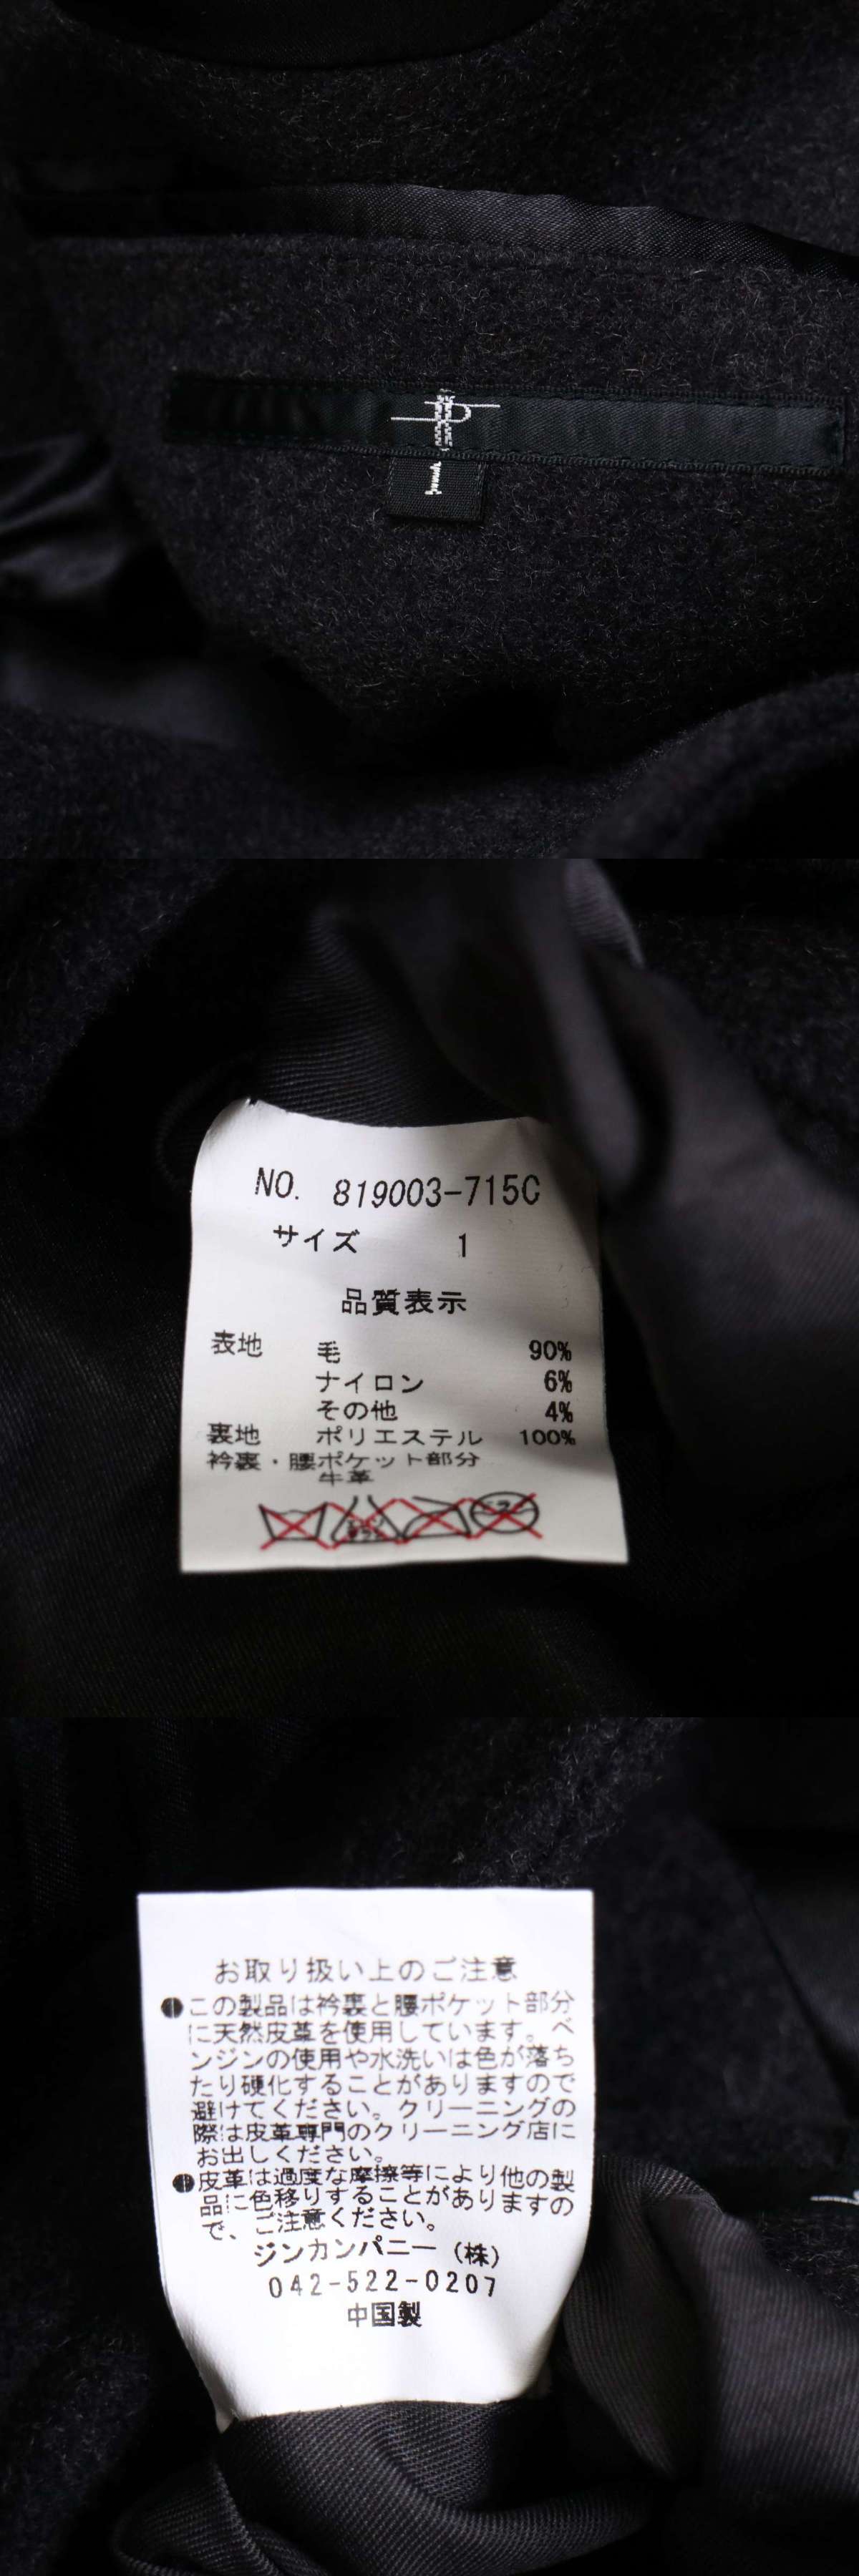 1
NO. 819003-715C
サイズ 1
品質表示
表地 毛 90%
ナイロン 6%
その他 4%
裏地 ポリエステル 100%
衿裏・腰ポケット部分
牛革
お取り扱い上のご注意
●この製品は衿裏と腰ポケット部分
に天然皮革を使用しています。ベ
ンジンの使用や水洗いは色が落ち
たり硬化することがありますので
避けてください。クリーニングの
際は皮革専門のクリーニング店に
お出しください。
●皮革は過度な摩擦等により他の製
品に色移りすることがありますの
で、ご注意ください。
ジンカンパニー（株）
042-522-0207
中国製